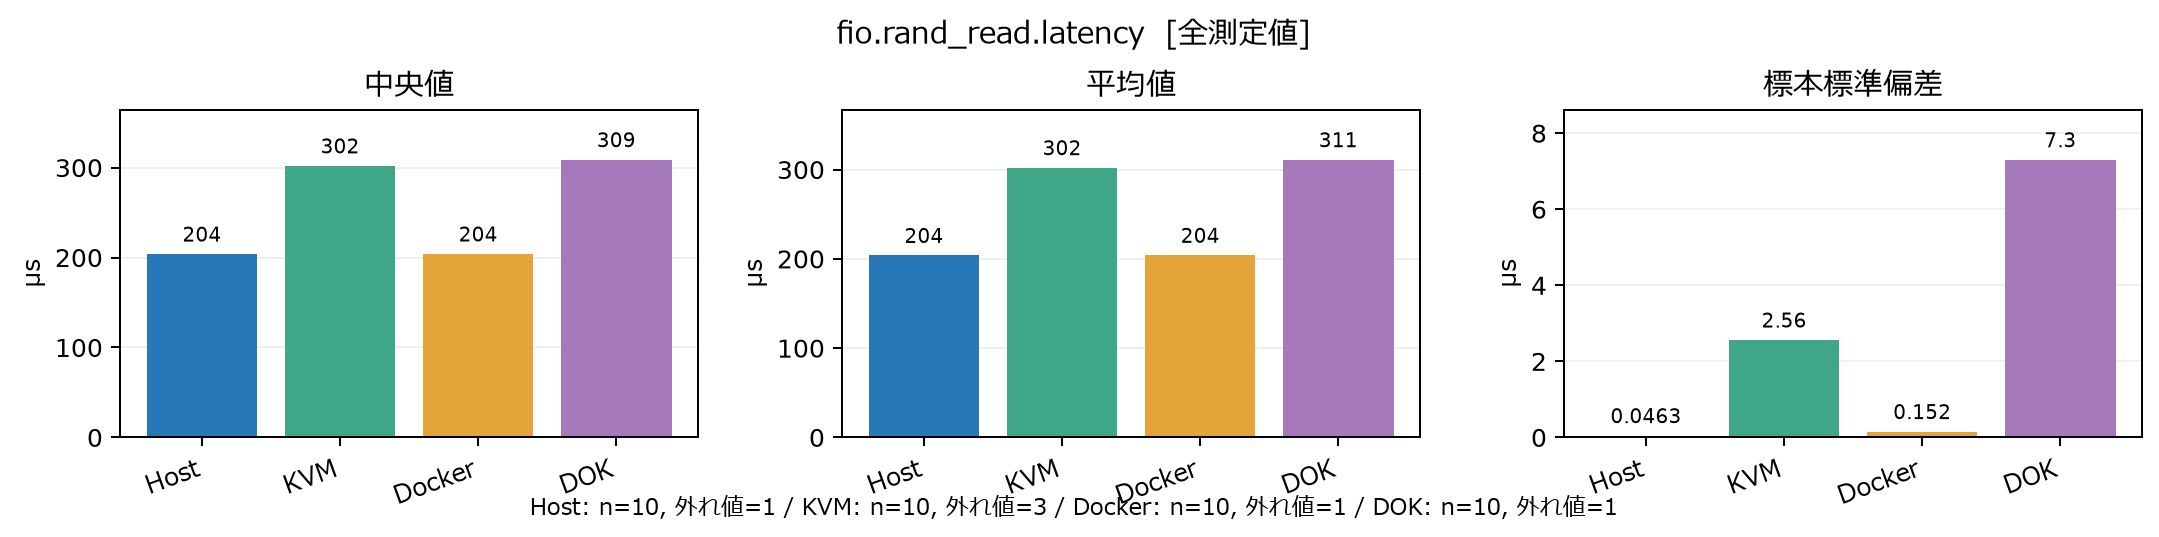 fio.rand_read.latency [全測定値]
中央値
µs
300
200
100
0
204
302
204
309
Host
KVM
Docker
DOK
平均値
µs
300
200
100
0
204
302
204
311
Host
KVM
Docker
DOK
標本標準偏差
µs
8
6
4
2
0
0.0463
2.56
0.152
7.3
Host
KVM
Docker
DOK
Host: n=10, 外れ値=1 / KVM: n=10, 外れ値=3 / Docker: n=10, 外れ値=1 / DOK: n=10, 外れ値=1